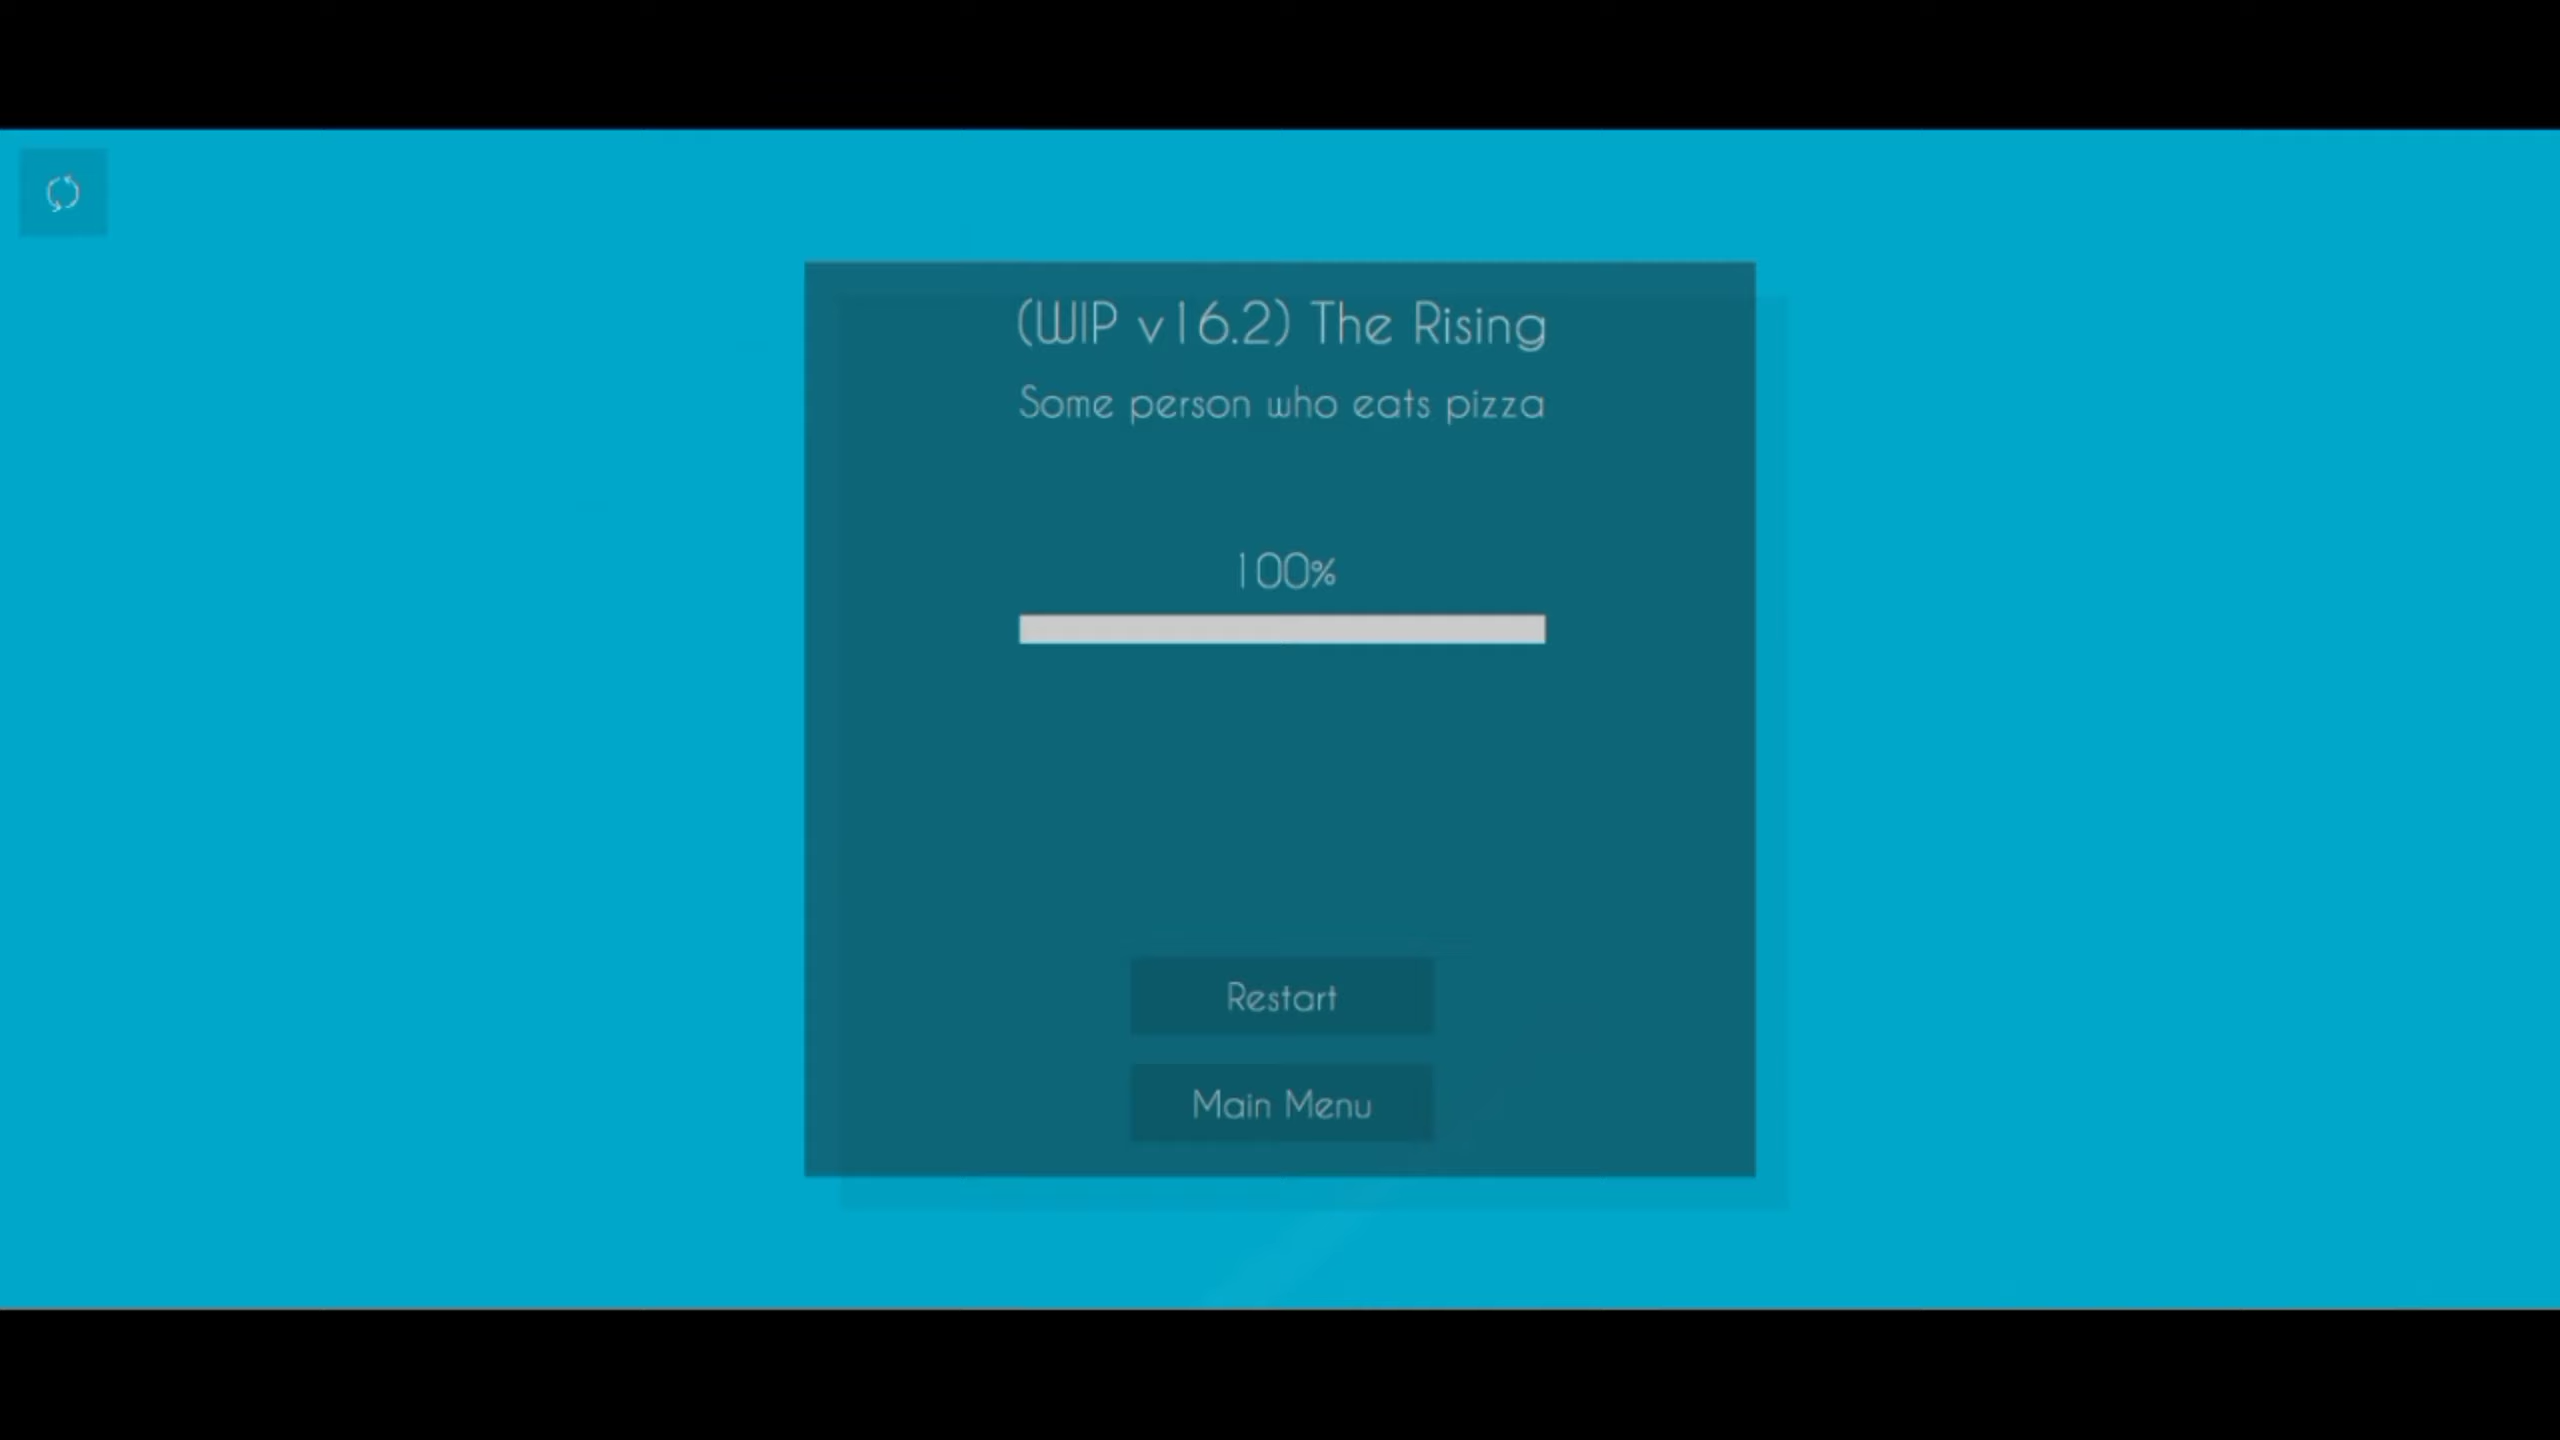 (WIP v16.2) The Rising
Some person who eats pizza
100%
Restart
Main Menu